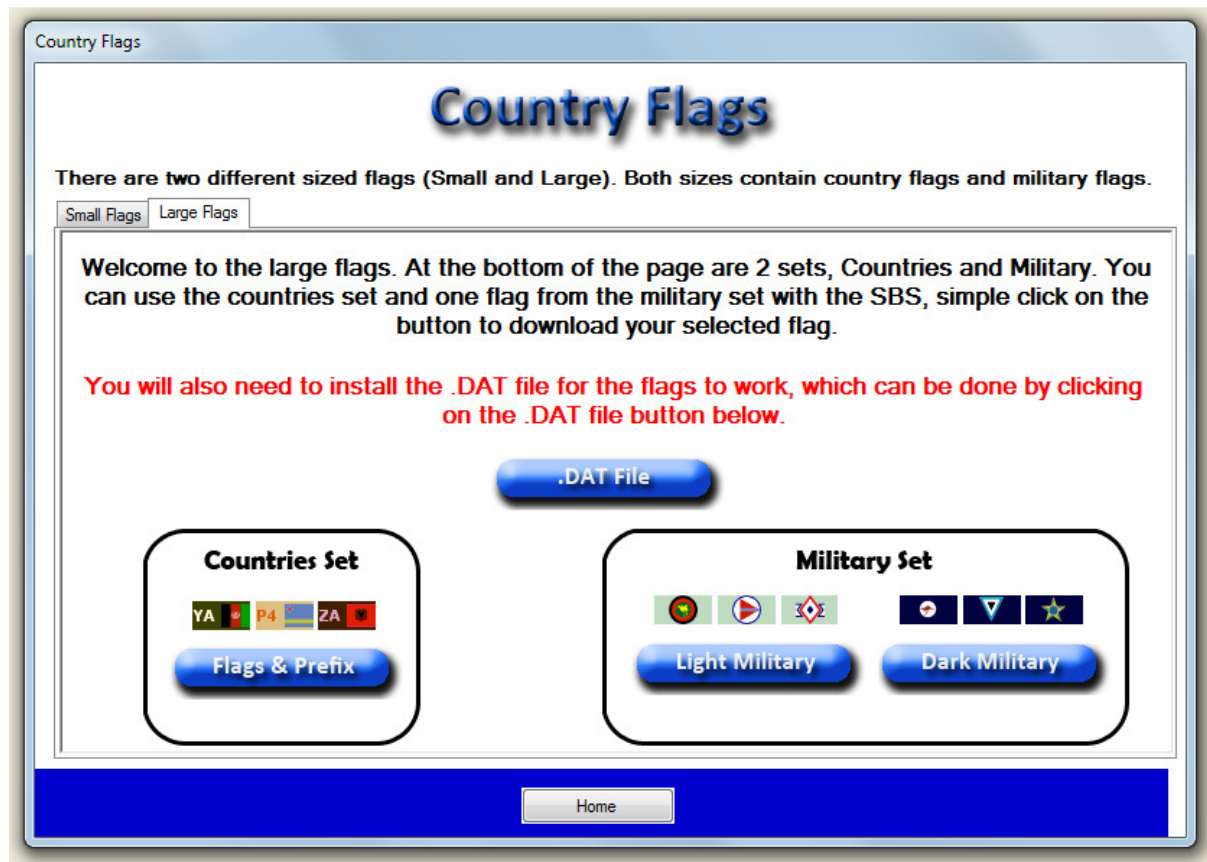 Country Flags
Country Flags
There are two different sized flags (Small and Large). Both sizes contain country flags and military flags.
Small Flags Large Flags
Welcome to the large flags. At the bottom of the page are 2 sets, Countries and Military. You
can use the countries set and one flag from the military set with the SBS, simple click on the
button to download your selected flag.
You will also need to install the .DAT file for the flags to work, which can be done by clicking
on the .DAT file button below.
.DAT File
Countries Set
YA P4 ZA
Flags & Prefix
Military Set
Light Military Dark Military
Home